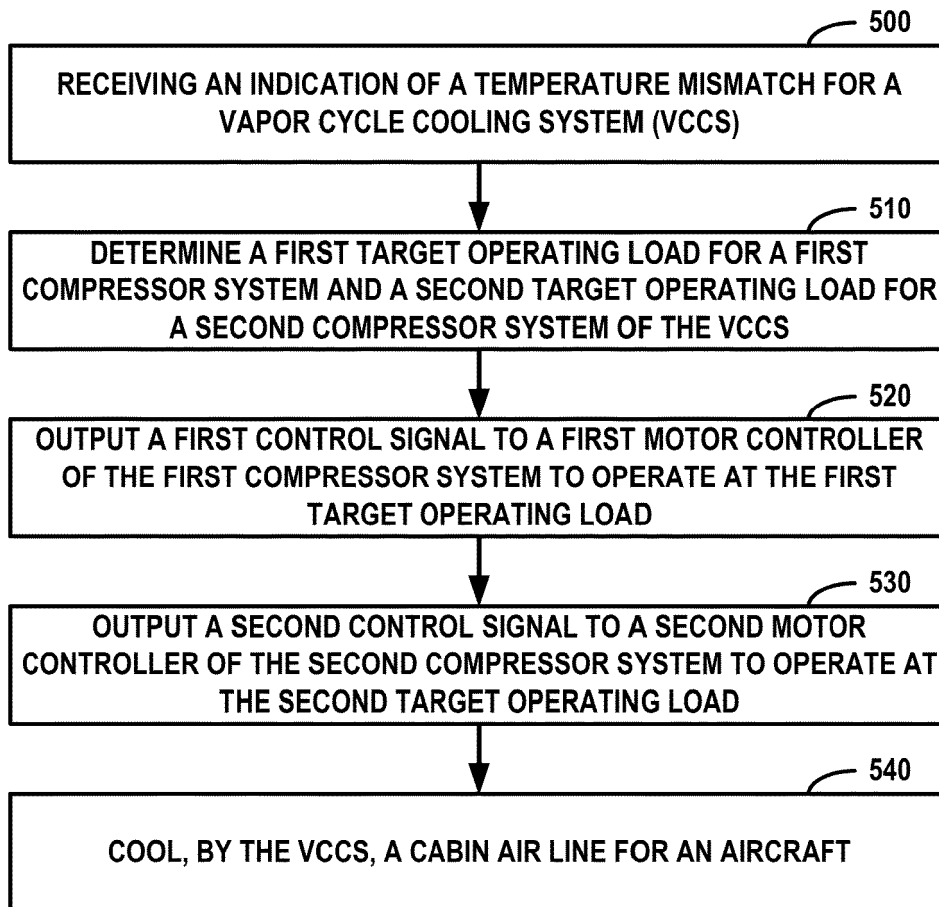 500
RECEIVING AN INDICATION OF A TEMPERATURE MISMATCH FOR A
VAPOR CYCLE COOLING SYSTEM (VCCS)
510
DETERMINE A FIRST TARGET OPERATING LOAD FOR A FIRST
COMPRESSOR SYSTEM AND A SECOND TARGET OPERATING LOAD FOR
A SECOND COMPRESSOR SYSTEM OF THE VCCS
520
OUTPUT A FIRST CONTROL SIGNAL TO A FIRST MOTOR CONTROLLER
OF THE FIRST COMPRESSOR SYSTEM TO OPERATE AT THE FIRST
TARGET OPERATING LOAD
530
OUTPUT A SECOND CONTROL SIGNAL TO A SECOND MOTOR
CONTROLLER OF THE SECOND COMPRESSOR SYSTEM TO OPERATE AT
THE SECOND TARGET OPERATING LOAD
540
COOL, BY THE VCCS, A CABIN AIR LINE FOR AN AIRCRAFT